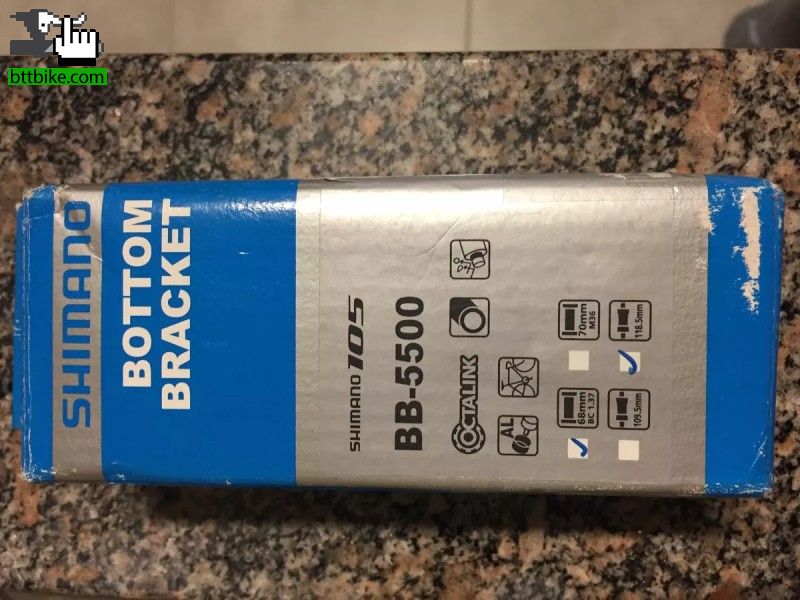 bttbike.com
SHIMANO
BOTTOM
BRACKET
SHIMANO 105
BB-5500
OCTALINK
AL
68mm
BC 1.37
70mm
M36
109.5mm
118.5mm